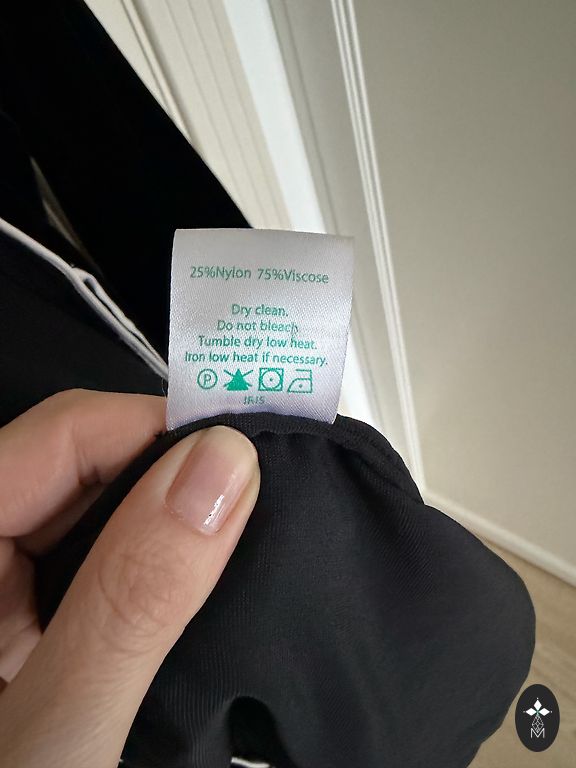 25%Nylon 75%Viscose
Dry clean.
Do not bleach
Tumble dry low heat.
Iron low heat if necessary.
P
M